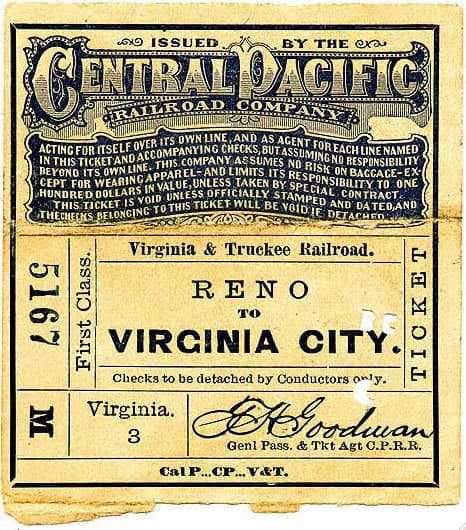 ISSUED BY THE
CENTRAL PACIFIC
RAILROAD COMPANY
ACTING FOR ITSELF OVER ITS OWN LINE, AND AS AGENT FOR EACH LINE NAMED
IN THIS TICKET AND ACCOMPANYING CHECKS, BUT ASSUMING NO RESPONSIBILITY
BEYOND ITS OWN LINE. THIS COMPANY ASSUMES NO RISK ON BAGGAGE-EX-
CEPT FOR WEARING APPAREL-AND LIMITS ITS RESPONSIBILITY TO ONE
HUNDRED DOLLARS IN VALUE, UNLESS TAKEN BY SPECIAL CONTRACT
THIS TICKET IS VOID UNLESS OFFICIALLY STAMPED AND DATED, AND
THE CHECKS BELONGING TO THIS TICKET WILL BE VOID IF DETACHED
5167
M
First Class.
Virginia & Truckee Railroad.
RENO
TO
VIRGINIA CITY.
Checks to be detached by Conductors only.
TICKET
Virginia.
3
Goodman
Genl Pass. & Tkt Agt C.P.R.R.
Cal P...CP...V&T.